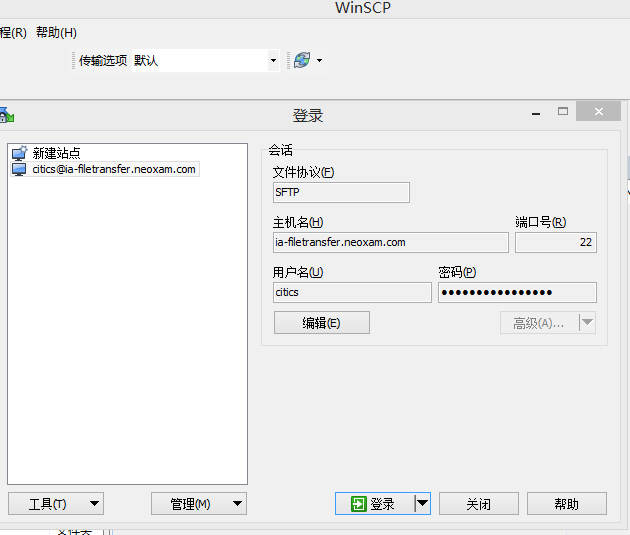 WinSCP
程(R) 帮助(H)
传输选项 默认
登录
新建站点
citics@ia-filetransfer.neoxam.com
会话
文件协议(F)
SFTP
主机名(H) 端口号(R)
ia-filetransfer.neoxam.com 22
用户名(U) 密码(P)
citics ●●●●●●●●●●●●●●●●
编辑(E) 高级(A)...
工具(T) 管理(M) 登录 关闭 帮助
文件夹